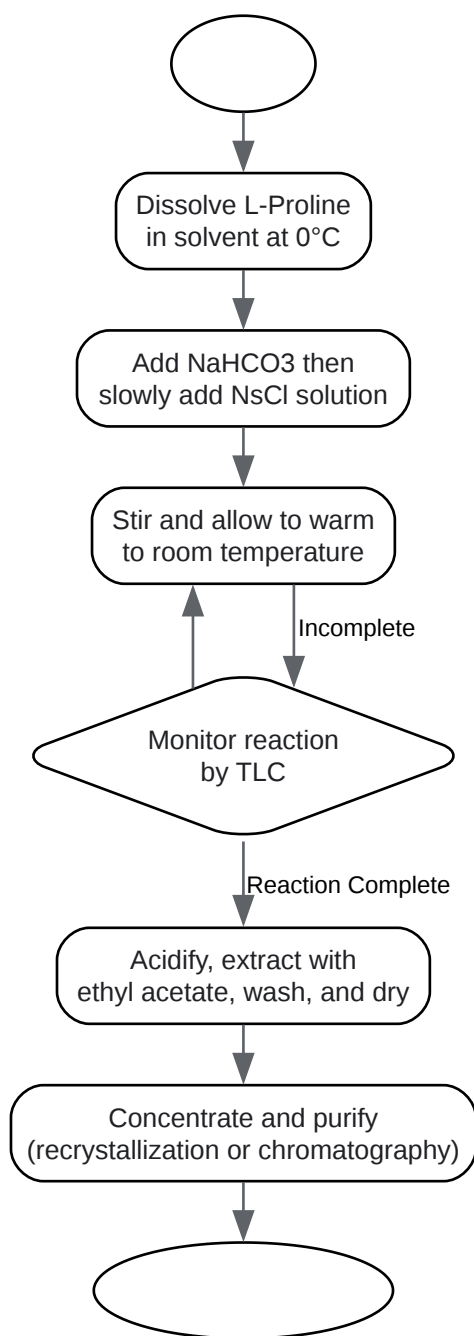 Dissolve L-Proline
in solvent at 0°C
Add NaHCO3 then
slowly add NsCl solution
Stir and allow to warm
to room temperature
Incomplete
Monitor reaction
by TLC
Reaction Complete
Acidify, extract with
ethyl acetate, wash, and dry
Concentrate and purify
(recrystallization or chromatography)